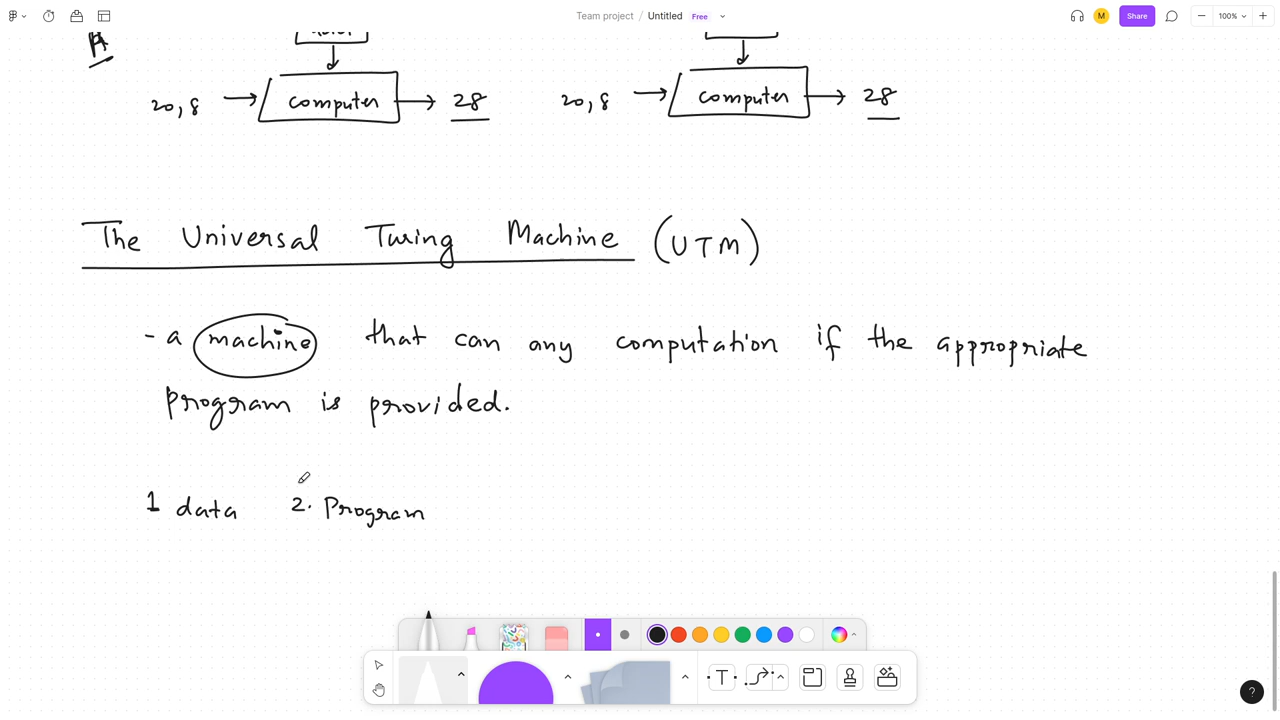 Team project / Untitled Free
M Share 100%
computer computer
20, 8 28 20, 8 28
The Universal Turing Machine (UTM)
- a machine that can any computation if the appropriate
program is provided.
1 data 2. Program
T
?